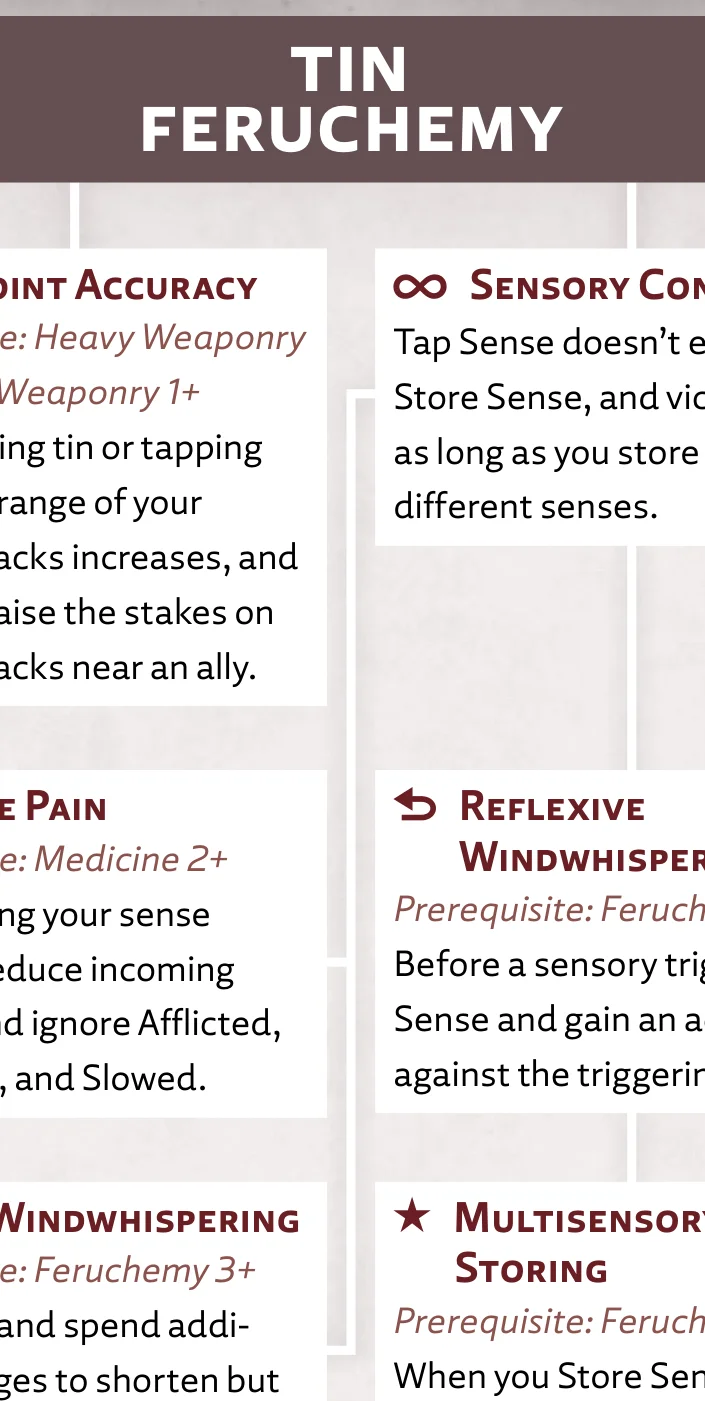 TIN
FERUCHEMY
OINT ACCURACY
e: Heavy Weaponry
Weaponry 1+
ing tin or tapping
range of your
acks increases, and
aise the stakes on
acks near an ally.
E PAIN
e: Medicine 2+
ng your sense
educe incoming
nd ignore Afflicted,
, and Slowed.
WINDWHISPERING
e: Feruchemy 3+
and spend addi-
ges to shorten but
∞ SENSORY CON
Tap Sense doesn’t e
Store Sense, and vic
as long as you store
different senses.
REFLEXIVE
WINDWHISPER
Prerequisite: Feruch
Before a sensory trig
Sense and gain an a
against the triggerin
★ MULTISENSORY
STORING
Prerequisite: Feruch
When you Store Sen